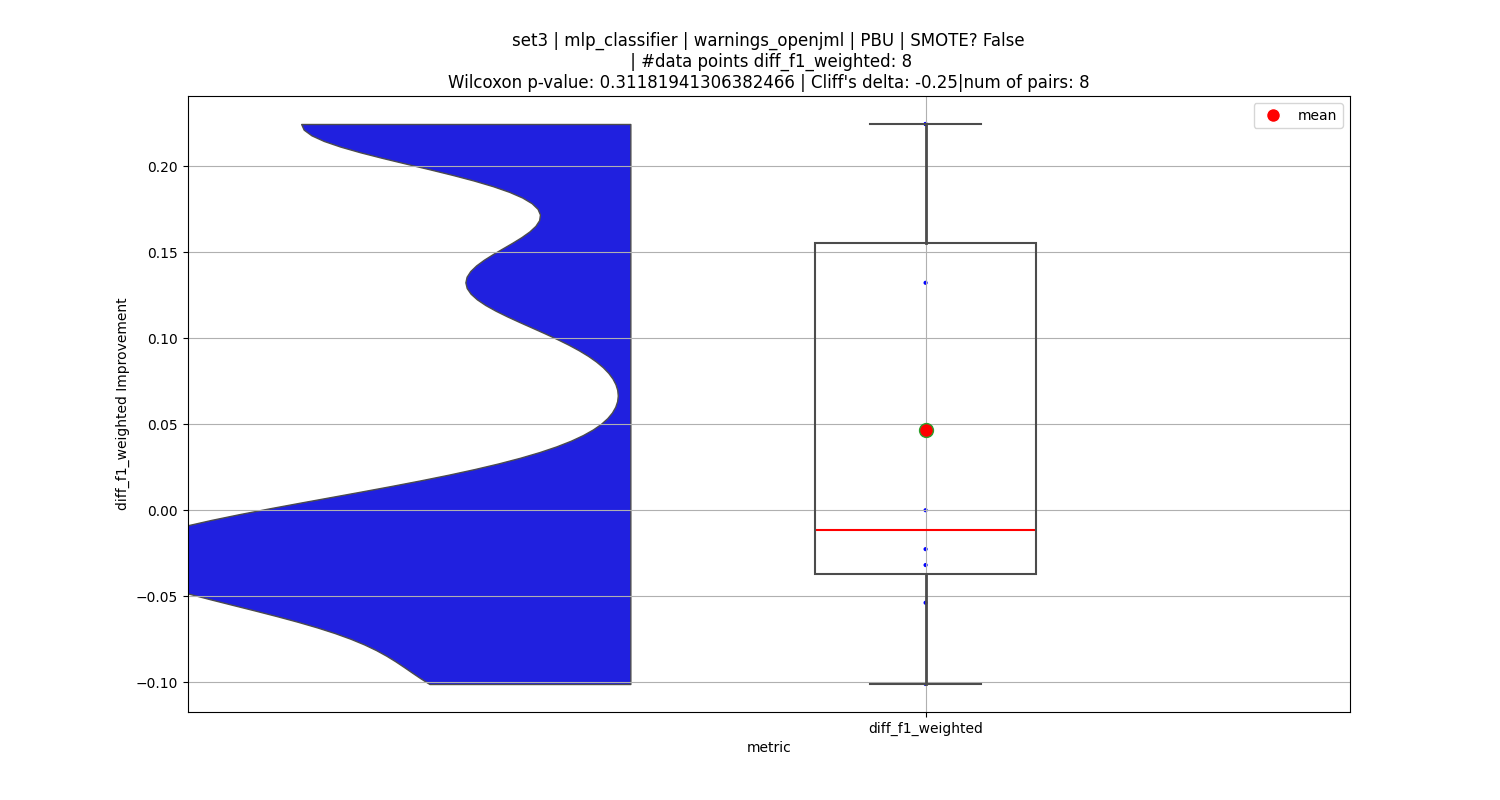 set3 | mlp_classifier | warnings_openjml | PBU | SMOTE? False
| #data points diff_f1_weighted: 8
Wilcoxon p-value: 0.31181941306382466 | Cliff's delta: -0.25|num of pairs: 8
mean
0.20
0.15
0.10
0.05
0.00
−0.05
−0.10
diff_f1_weighted Improvement
diff_f1_weighted
metric